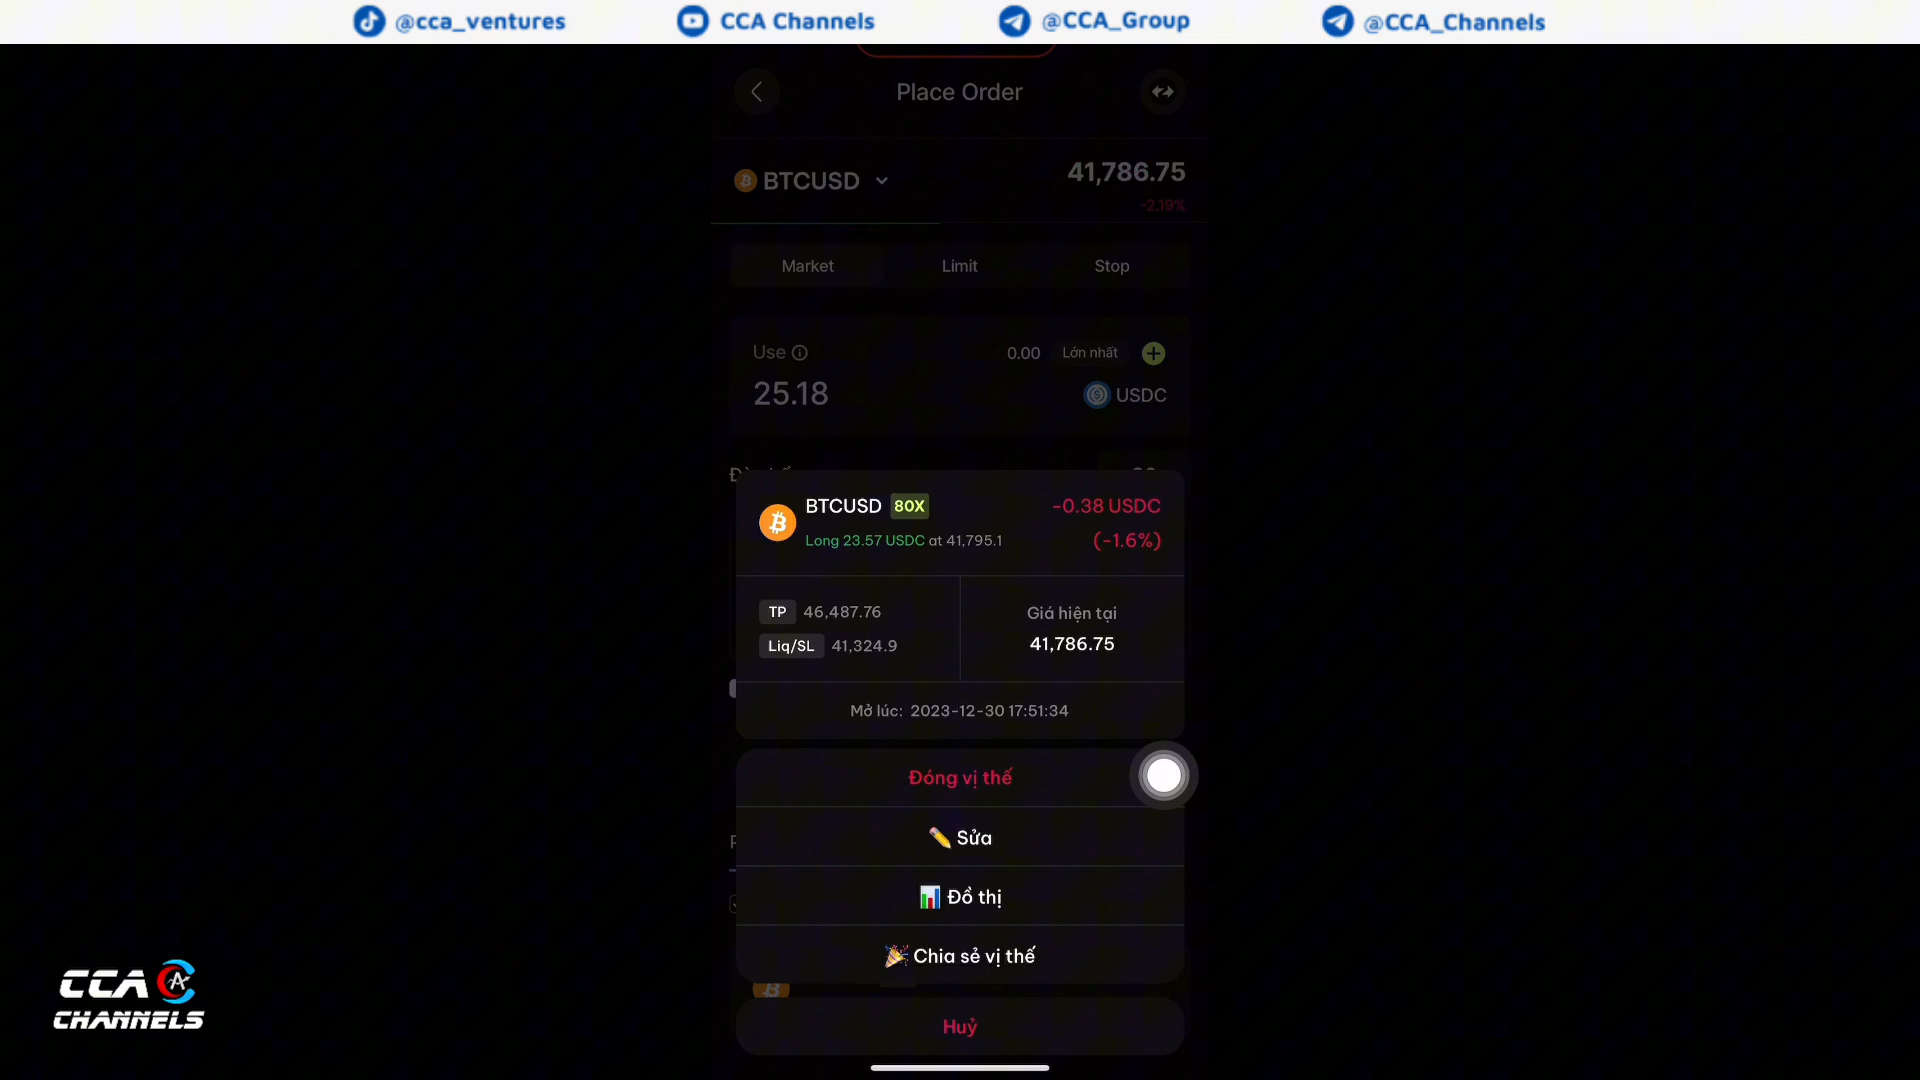 @cca_ventures CCA Channels @CCA_Group @CCA_Channels
Place Order
BTCUSD 41,786.75
-2.19%
Market Limit Stop
Use 0.00 Lớn nhất
25.18 USDC
BTCUSD 80X -0.38 USDC
Long 23.57 USDC at 41,795.1 (-1.6%)
TP 46,487.76 Giá hiện tại
Liq/SL 41,324.9 41,786.75
Mở lúc: 2023-12-30 17:51:34
Đóng vị thế
Sửa
Đồ thị
Chia sẻ vị thế
Huỷ
CCA
CHANNELS